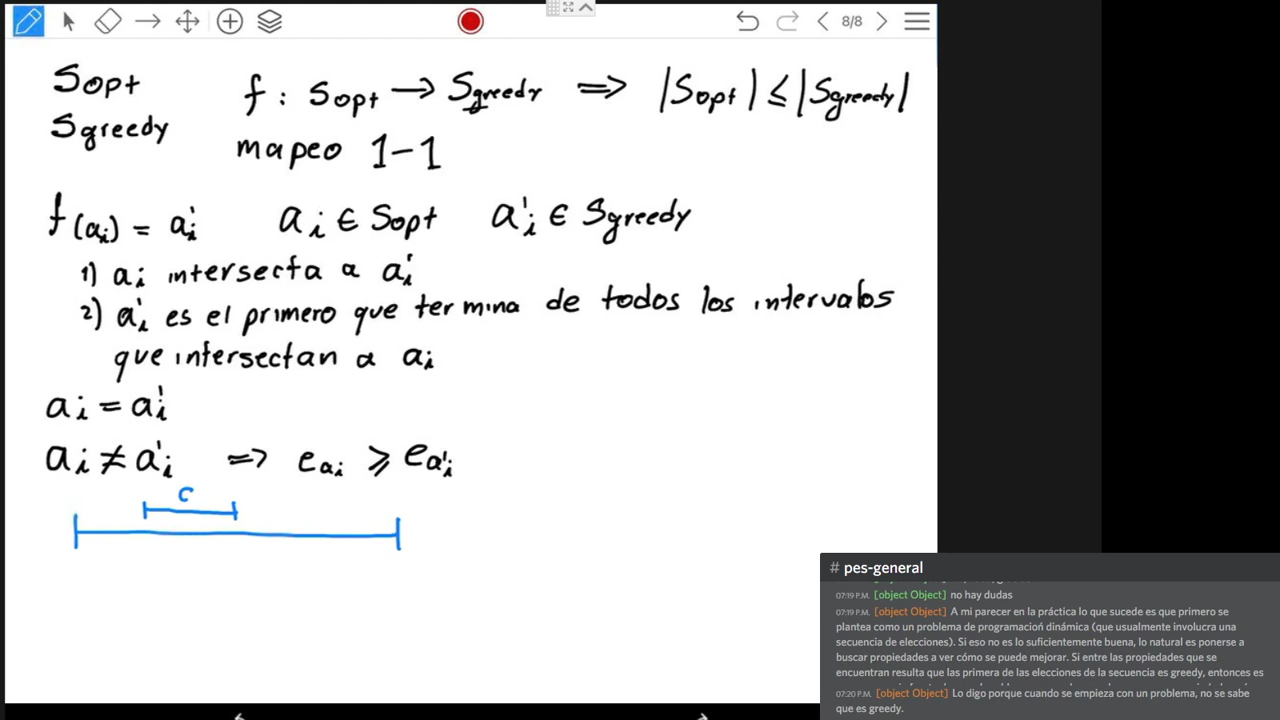 8/8
Sopt
Sgreedy
f : Sopt → Sgreedy ⇒ |Sopt| ≤ |Sgreedy|
mapeo 1-1
f(ai) = a'i ai ∈ Sopt a'i ∈ Sgreedy
1) ai intersecta a a'i
2) a'i es el primero que termina de todos los intervalos
que intersectan a ai
ai = a'i
ai ≠ a'i ⇒ eai ≥ ea'i
c
# pes-general
07:19 P.M. [object Object] no hay dudas
07:19 P.M. [object Object] A mi parecer en la práctica lo que sucede es que primero se
plantea como un problema de programación dinámica (que usualmente involucra una
secuencia de elecciones). Si eso no es lo suficientemente buena, lo natural es ponerse a
buscar propiedades a ver cómo se puede mejorar. Si entre las propiedades que se
encuentran resulta que las primera de las elecciones de la secuencia es greedy, entonces es
07:20 P.M. [object Object] Lo digo porque cuando se empieza con un problema, no se sabe
que es greedy.